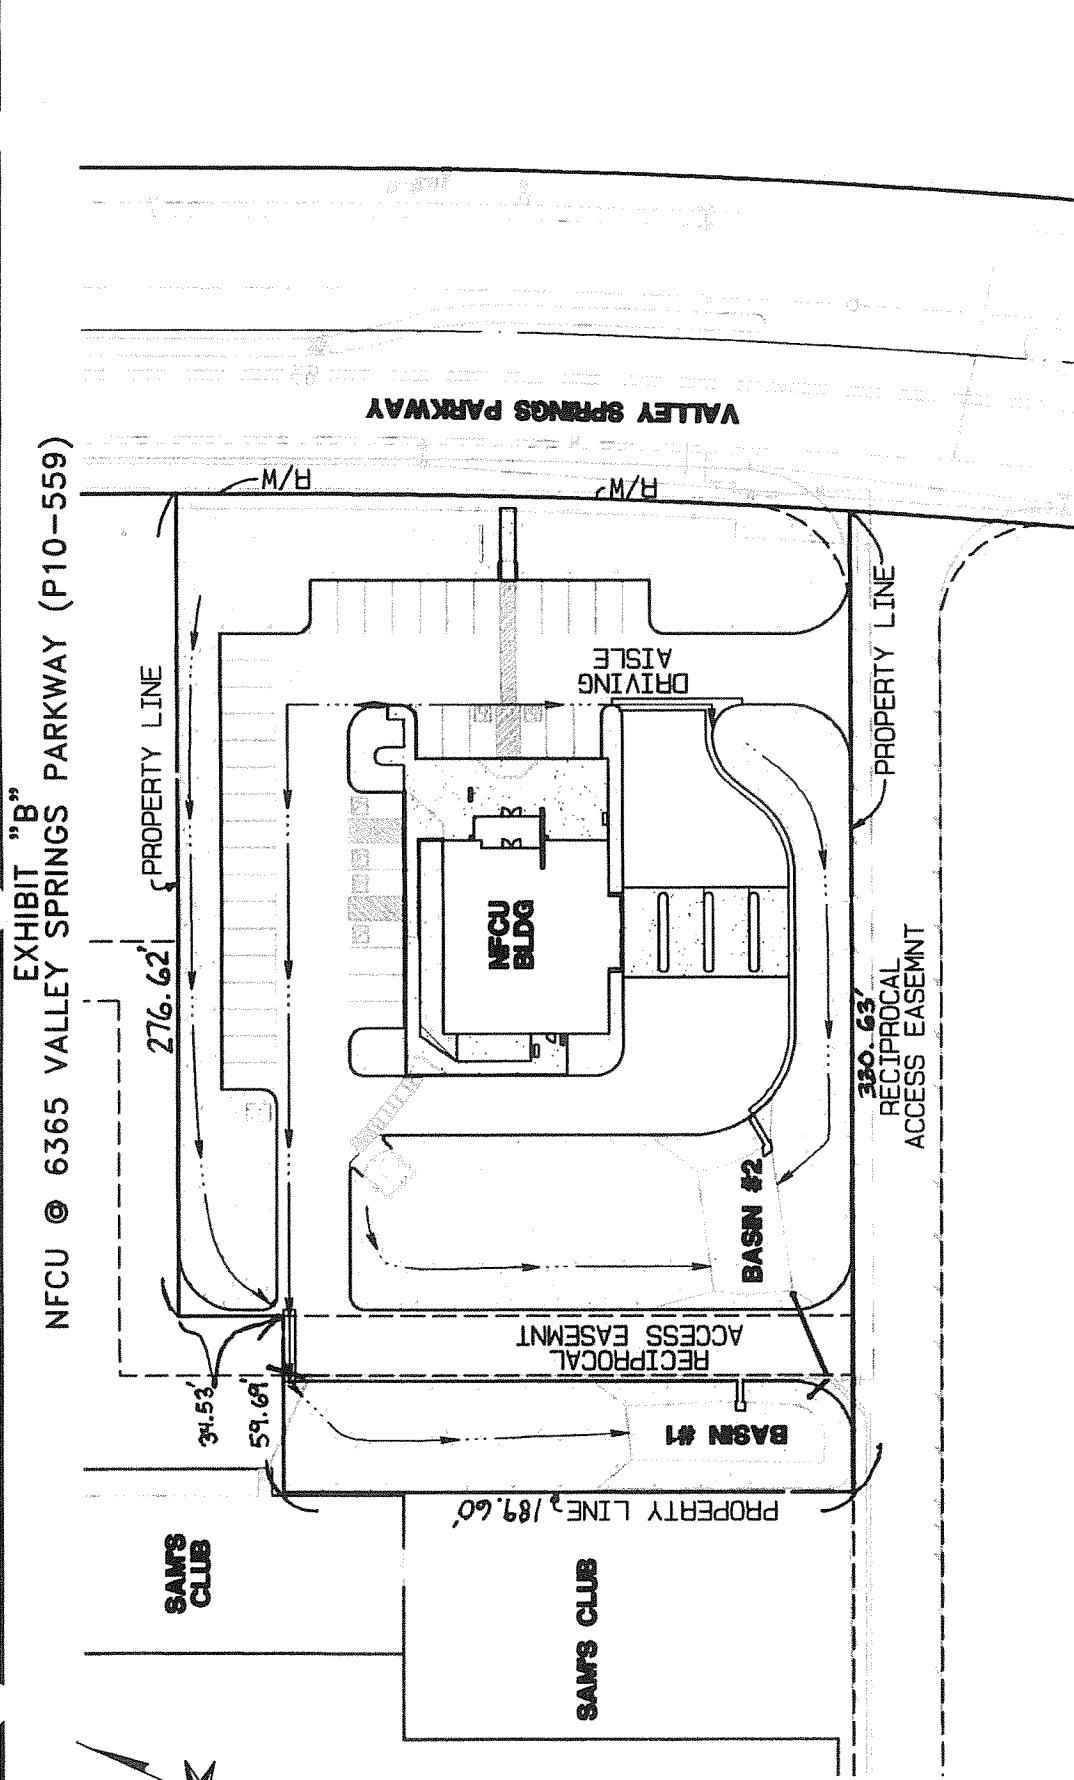 EXHIBIT "B"
NFCU @ 6365 VALLEY SPRINGS PARKWAY (P10-559)
VALLEY SPRINGS PARKWAY
R/W
R/W
PROPERTY LINE
276.62'
PROPERTY LINE
DRIVING
AISLE
NFCU
BLDG
330.63'
RECIPROCAL
ACCESS EASEMNT
BASIN #2
RECIPROCAL
ACCESS EASEMNT
34.53'
59.69'
BASIN #1
PROPERTY LINE, 189.60'
SAM'S
CLUB
SAM'S CLUB